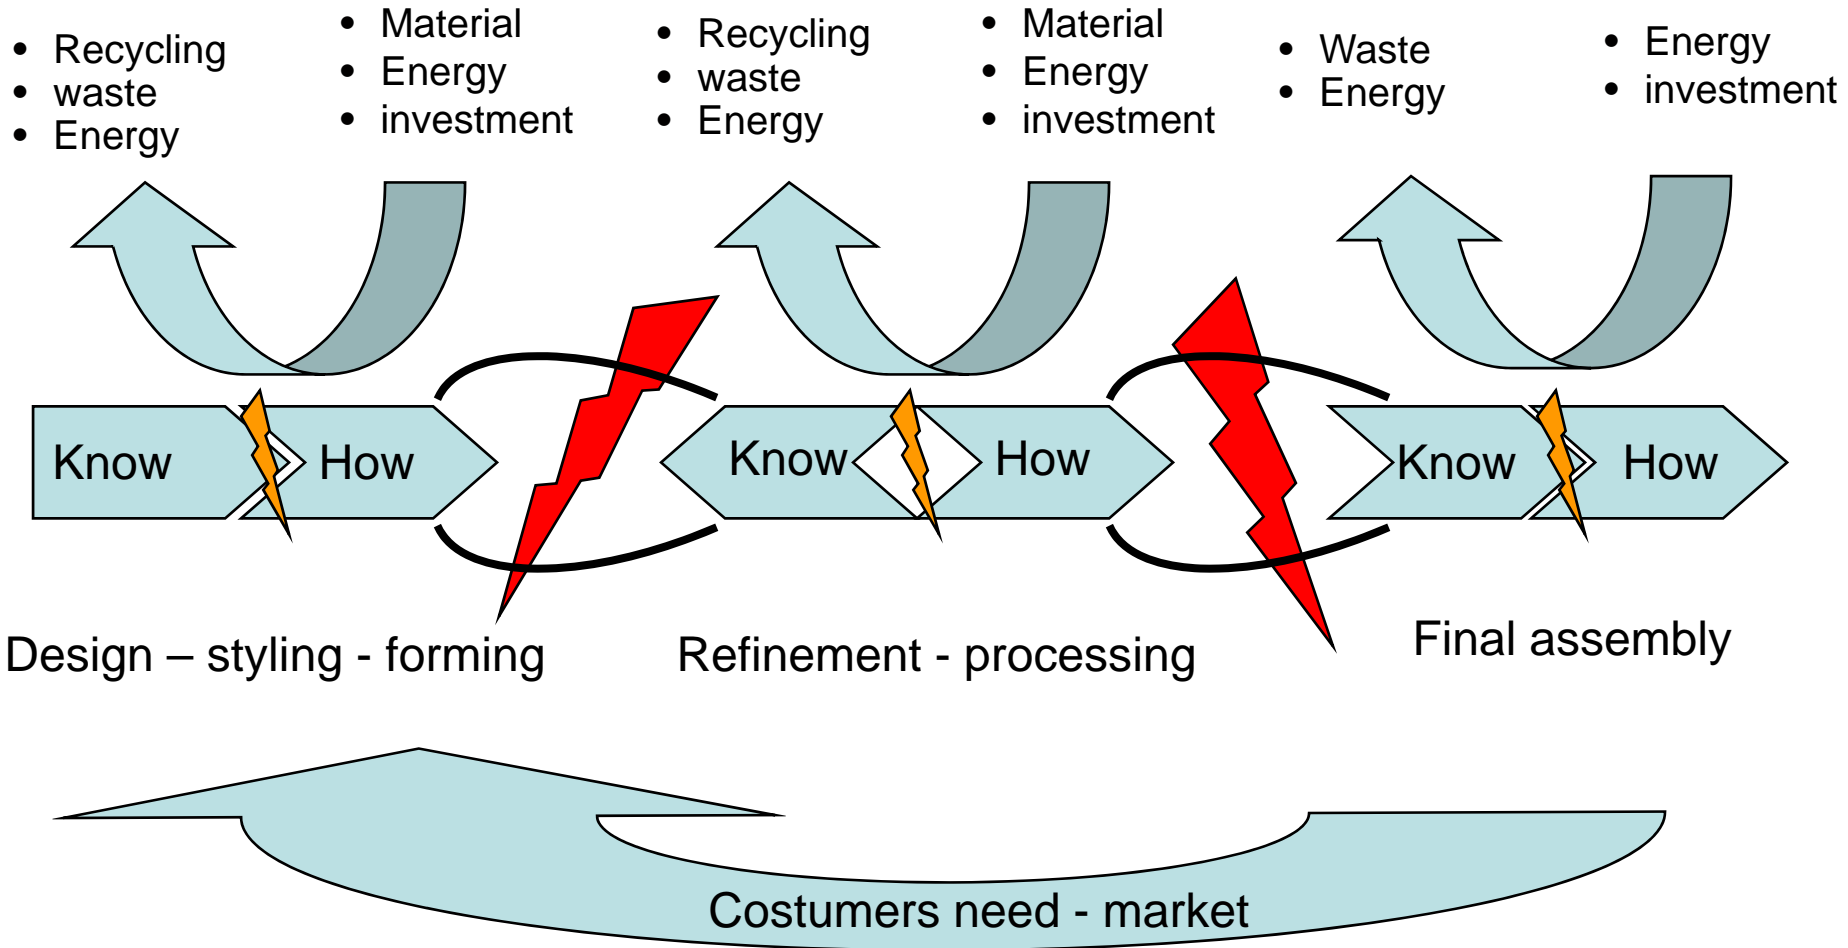 • Recycling
• waste
• Energy
• Material
• Energy
• investment
• Recycling
• waste
• Energy
• Material
• Energy
• investment
• Waste
• Energy
• Energy
• investment
Know
How
Know
How
Know
How
Design – styling - forming
Refinement - processing
Final assembly
Costumers need - market